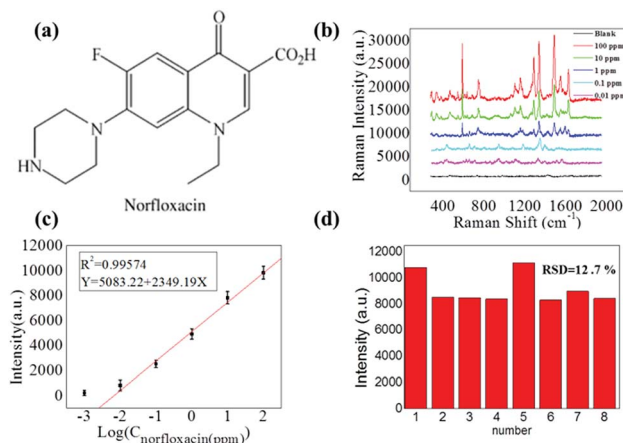 (a)
F
O
CO₂H
N
N
HN
Norfloxacin
(b)
Raman Intensity (a.u.)
30000
25000
20000
15000
10000
5000
0
Blank
100 ppm
10 ppm
1 ppm
0.1 ppm
0.01 ppm
400 800 1200 1600 2000
Raman Shift (cm⁻¹)
(c)
Intensity(a.u.)
12000
10000
8000
6000
4000
2000
0
R²=0.99574
Y=5083.22+2349.19X
-3 -2 -1 0 1 2
Log(C norfloxacin(ppm))
(d)
Intensity (a.u.)
12000
10000
8000
6000
4000
2000
0
RSD=12.7 %
1 2 3 4 5 6 7 8
number